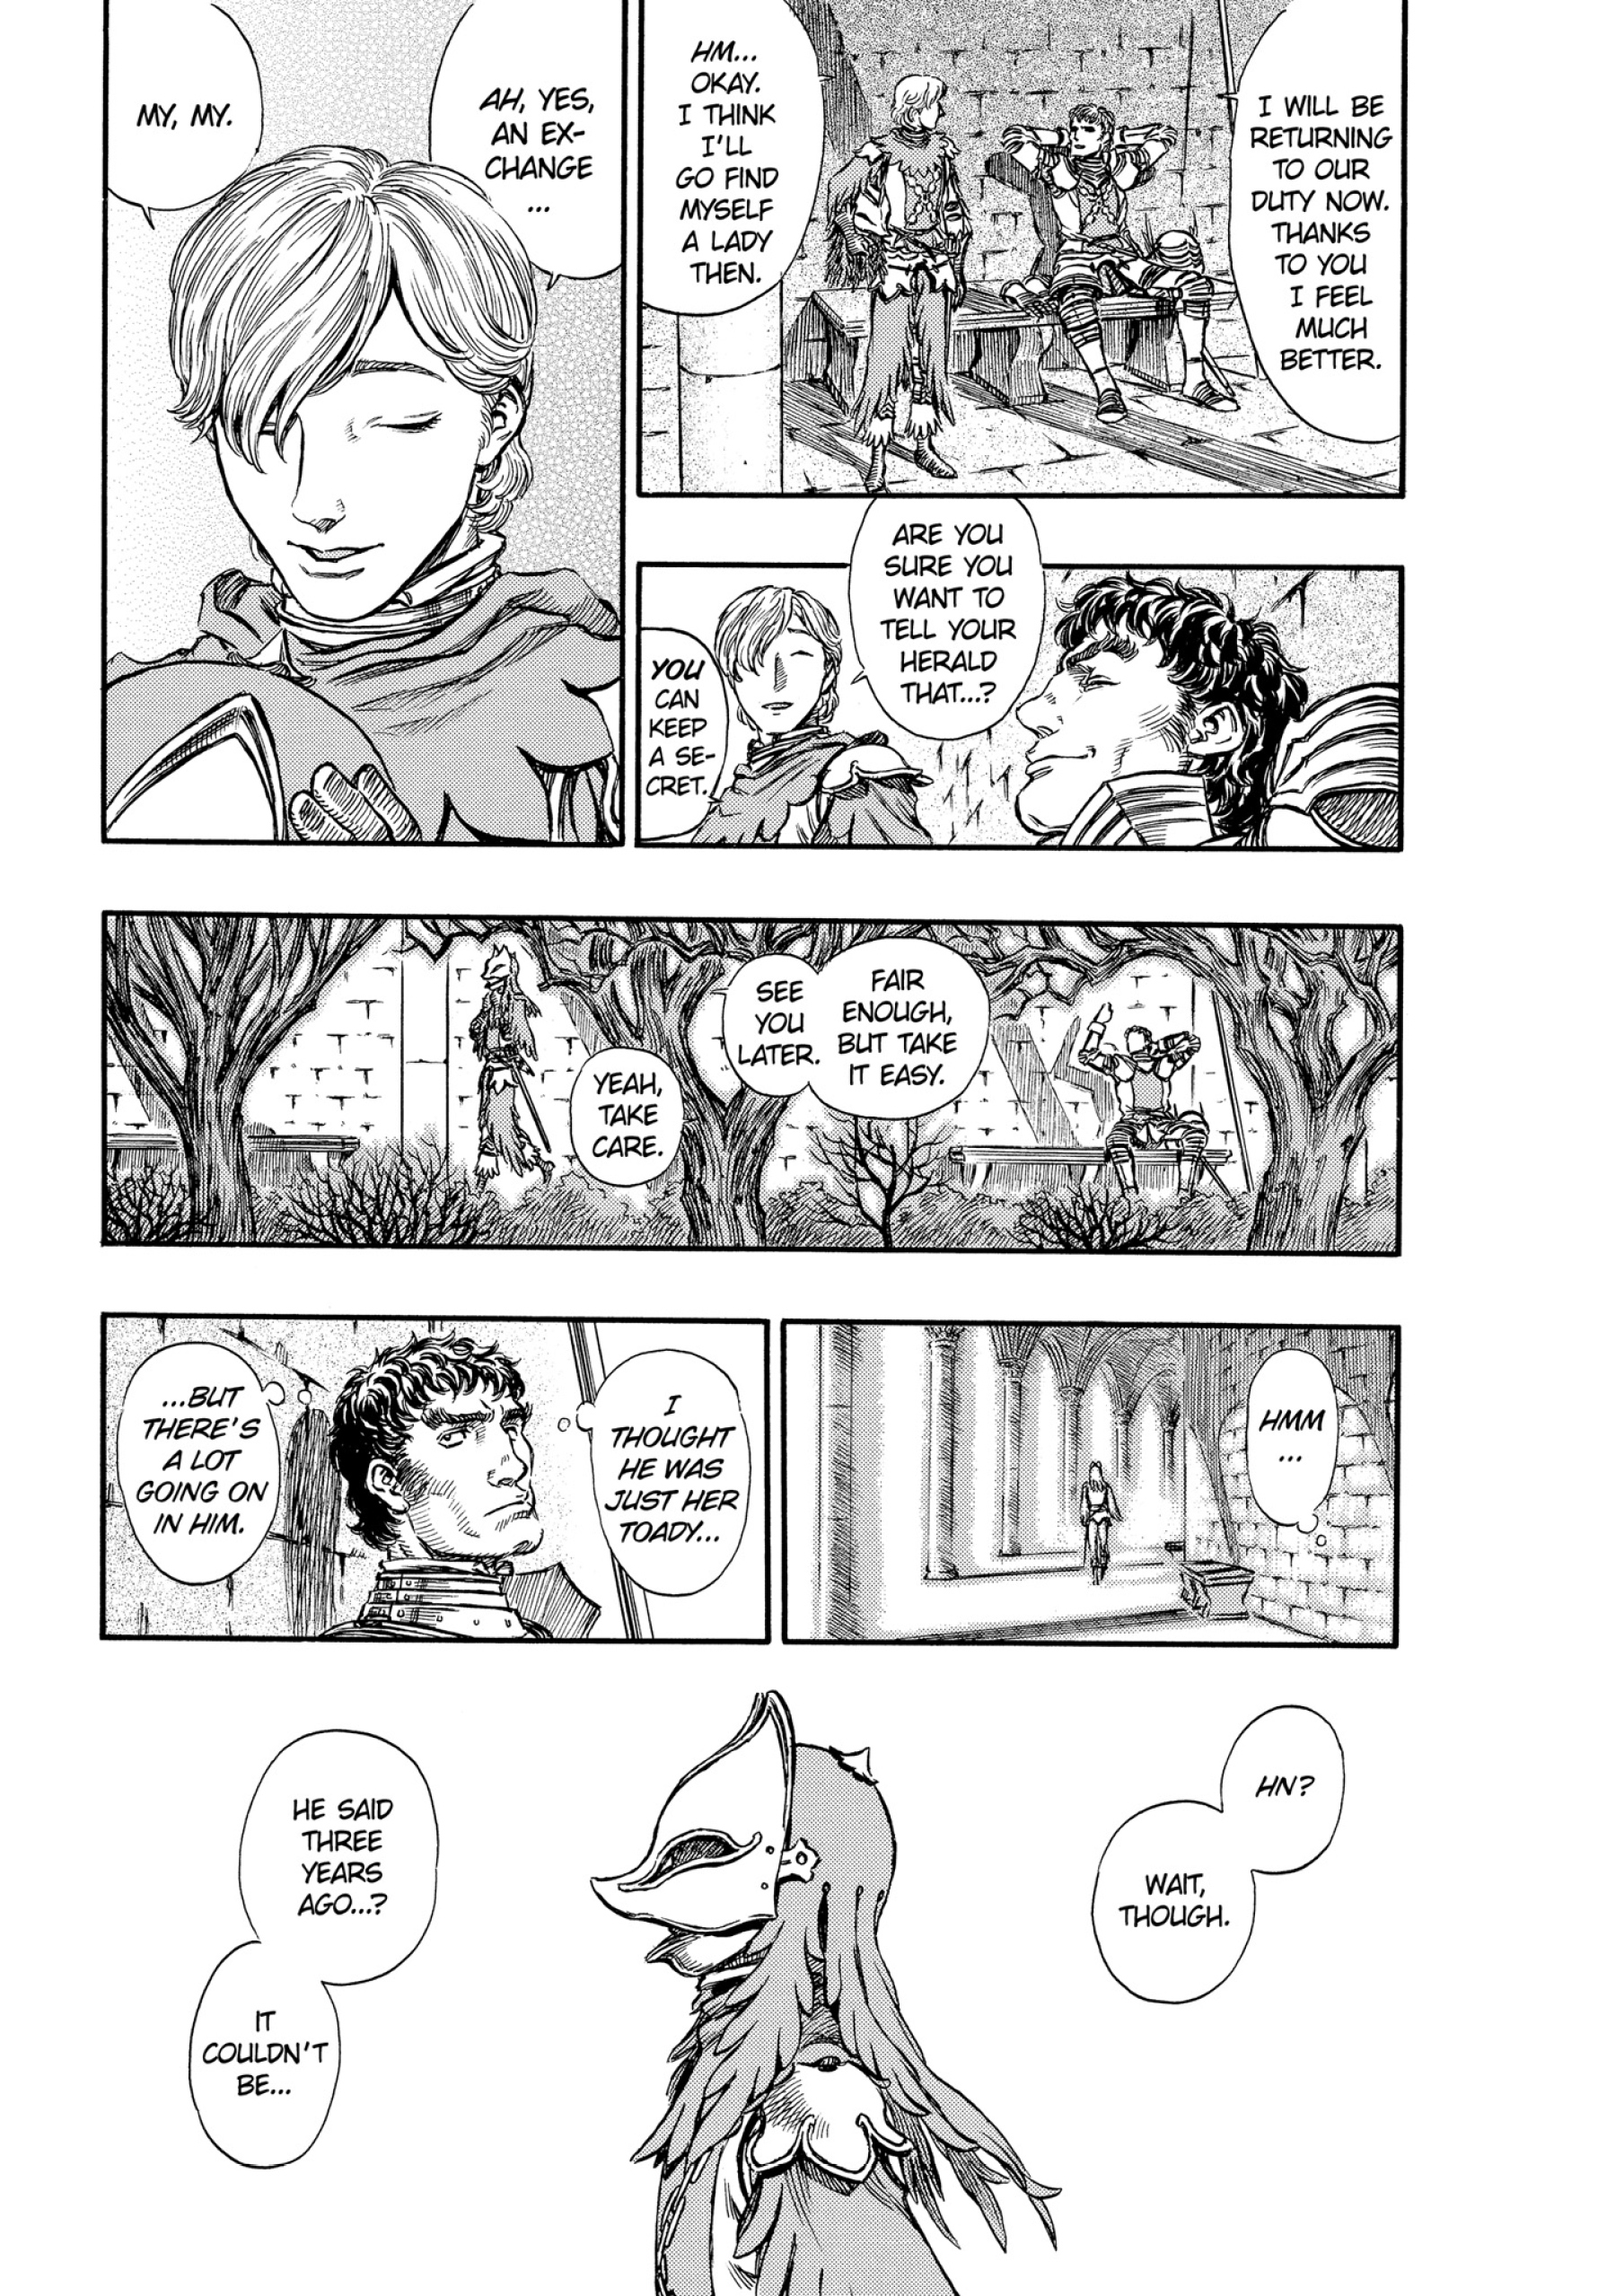 I WILL BE
RETURNING
TO OUR
DUTY NOW.
THANKS
TO YOU
I FEEL
MUCH
BETTER.
HM...
OKAY.
I THINK
I'LL
GO FIND
MYSELF
A LADY
THEN.
ARE YOU
SURE YOU
WANT TO
TELL YOUR
HERALD
THAT...?
YOU
CAN
KEEP
A SE-
CRET.
AH, YES,
AN EX-
CHANGE
...
MY, MY.
FAIR
ENOUGH,
BUT TAKE
IT EASY.
SEE
YOU
LATER.
YEAH,
TAKE
CARE.
HMM
...
I
THOUGHT
HE WAS
JUST HER
TOADY...
...BUT
THERE'S
A LOT
GOING ON
IN HIM.
HN?
WAIT,
THOUGH.
HE SAID
THREE
YEARS
AGO...?
IT
COULDN'T
BE...